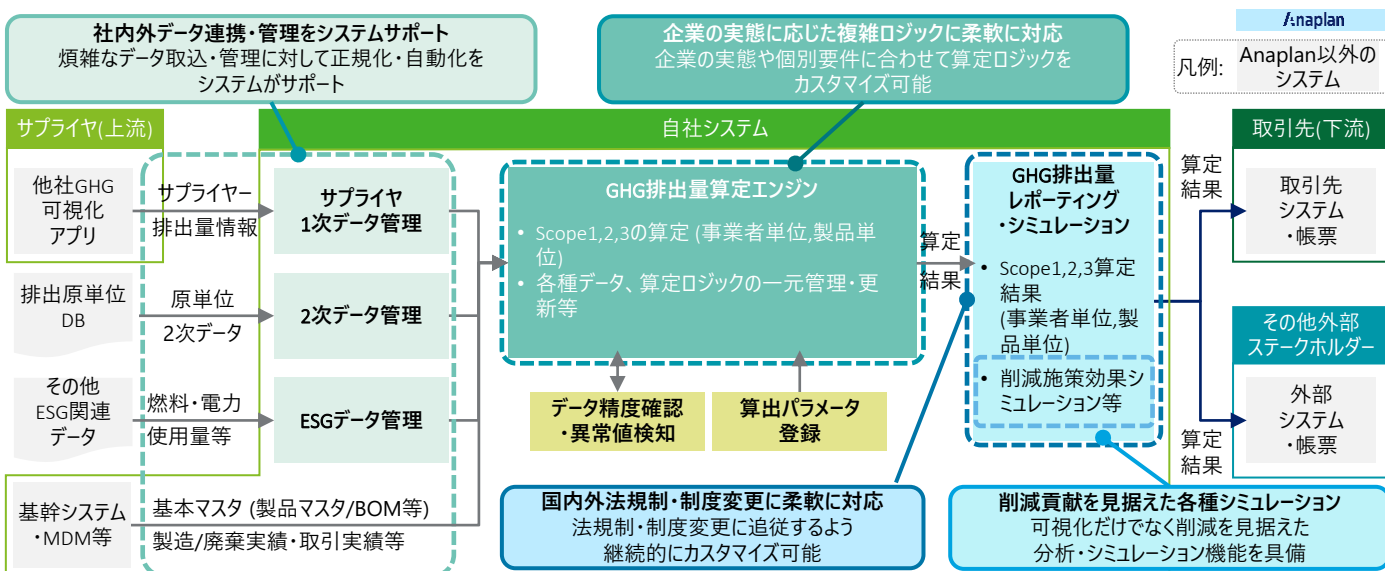 社内外データ連携・管理をシステムサポート
煩雑なデータ取込・管理に対して正規化・自動化を
システムがサポート
企業の実態に応じた複雑ロジックに柔軟に対応
企業の実態や個別要件に合わせて算定ロジックを
カスタマイズ可能
Anaplan
凡例:
Anaplan以外の
システム
サプライヤ(上流)
自社システム
取引先(下流)
他社GHG
可視化
アプリ
サプライヤー
排出量情報
サプライヤ
1次データ管理
排出原単位
DB
原単位
2次データ
2次データ管理
その他
ESG関連
データ
燃料・電力
使用量等
ESGデータ管理
基幹システム
・MDM等
基本マスタ (製品マスタ/BOM等)
製造/廃棄実績・取引実績等
GHG排出量算定エンジン
• Scope1,2,3の算定 (事業者単位,製品単
位)
• 各種データ、算定ロジックの一元管理・更
新等
データ精度確認
・異常値検知
算出パラメータ
登録
算定
結果
GHG排出量
レポーティング
・シミュレーション
• Scope1,2,3算定
結果
(事業者単位,製
品単位)
• 削減施策効果シ
ミュレーション等
算定
結果
取引先
システム
・帳票
その他外部
ステークホルダー
外部
システム
・帳票
算定
結果
国内外法規制・制度変更に柔軟に対応
法規制・制度変更に追従するよう
継続的にカスタマイズ可能
削減貢献を見据えた各種シミュレーション
可視化だけでなく削減を見据えた
分析・シミュレーション機能を具備